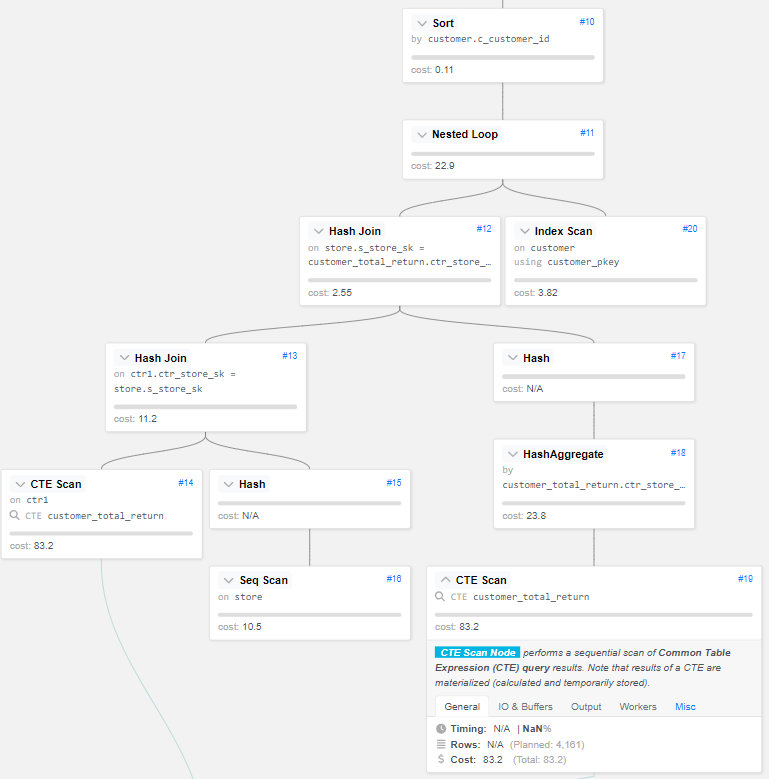 Sort #10
by customer.c_customer_id
cost: 0.11
Nested Loop #11
cost: 22.9
Hash Join #12
on store.s_store_sk =
customer_total_return.ctr_store_…
cost: 2.55
Index Scan #20
on customer
using customer_pkey
cost: 3.82
Hash Join #13
on ctr1.ctr_store_sk =
store.s_store_sk
cost: 11.2
Hash #17
cost: N/A
HashAggregate #18
by
customer_total_return.ctr_store_…
cost: 23.8
CTE Scan #14
on ctr1
CTE customer_total_return
cost: 83.2
Hash #15
cost: N/A
Seq Scan #16
on store
cost: 10.5
CTE Scan #19
CTE customer_total_return
cost: 83.2
CTE Scan Node performs a sequential scan of Common Table
Expression (CTE) query results. Note that results of a CTE are
materialized (calculated and temporarily stored).
General IO & Buffers Output Workers Misc
Timing: N/A | NaN%
Rows: N/A (Planned: 4,161)
$ Cost: 83.2 (Total: 83.2)